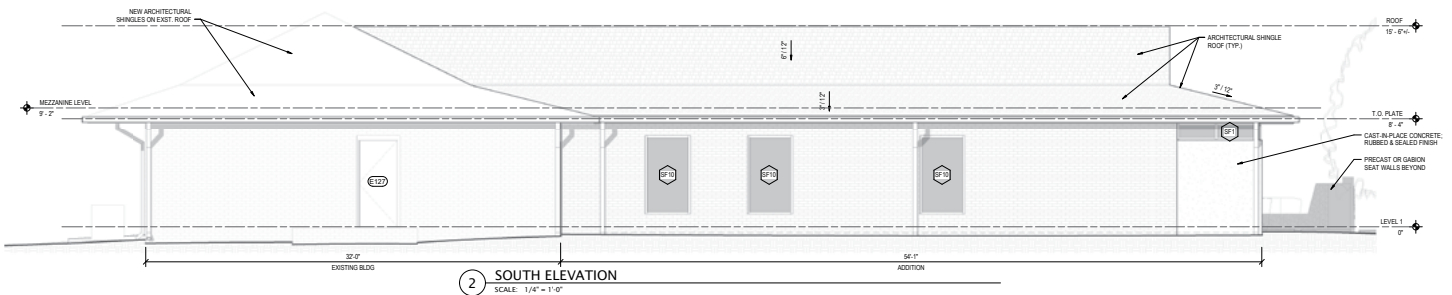 NEW ARCHITECTURAL
SHINGLES ON EXST. ROOF
ROOF
15' - 6"+/-
6"/ 12"
ARCHITECTURAL SHINGLE
ROOF (TYP.)
3"/ 12"
3"/ 12"
MEZZANINE LEVEL
9' - 2"
T.O. PLATE
8' - 4"
SF1
CAST-IN-PLACE CONCRETE;
RUBBED & SEALED FINISH
PRECAST OR GABION
SEAT WALLS BEYOND
E127
SF10
SF10
SF10
LEVEL 1
0"
32'-0"
EXISTING BLDG
54'-1"
ADDITION
2
SOUTH ELEVATION
SCALE: 1/4" = 1'-0"